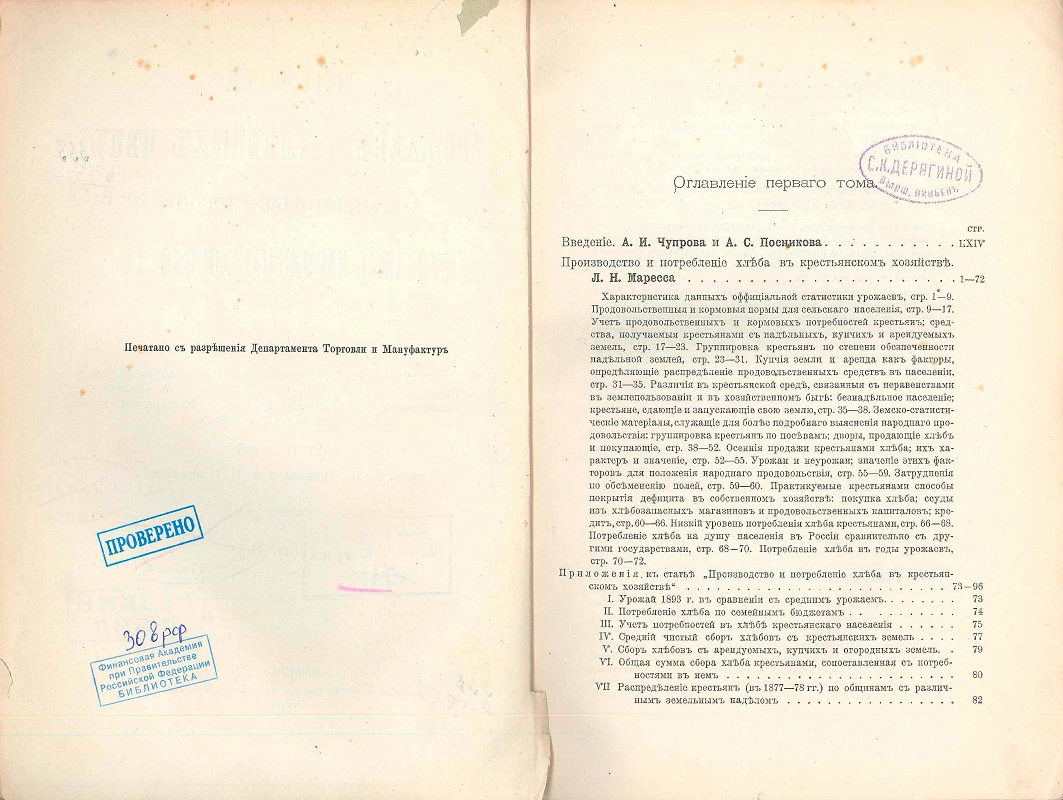 Печатано съ разрѣшенія Департамента Торговли и Мануфактуръ
ПРОВЕРЕНО
308 рф
Финансовая Академия
при Правительстве
Российской Федерации
БИБЛИОТЕКА
БИБЛІОТЕКА
С.К.ДЕРЯГИНОЙ
Оглавленіе перваго тома.
СТР.
Введеніе. А. И. Чупрова и А. С. Посникова. . . . . . . . . . . . LXIV
Производство и потребленіе хлѣба въ крестьянскомъ хозяйствѣ.
Л. Н. Маресса . . . . . . . . . . . . . . . . . . . . . . . . 1—72
Характеристика данныхъ оффиціальной статистики урожаевъ, стр. 1—9.
Продовольственныя и кормовыя нормы для сельскаго населенія, стр. 9—17.
Учетъ продовольственныхъ и кормовыхъ потребностей крестьянъ; сред-
ства, получаемыя крестьянами съ надѣльныхъ, купчихъ и арендуемыхъ
земель, стр. 17—23. Группировка крестьянъ по степени обезпеченности
надѣльной землей, стр. 23—31. Купчія земли и аренда какъ факторы,
опредѣляющіе распредѣленіе продовольственныхъ средствъ въ населеніи,
стр. 31—35. Различія въ крестьянской средѣ, связанныя съ неравенствами
въ землепользованіи и въ хозяйственномъ бытѣ: безнадѣльное населеніе;
крестьяне, сдающіе и запускающіе свою землю, стр. 35—38. Земско-статисти-
ческіе матеріалы, служащіе для болѣе подробнаго выясненія народнаго про-
довольствія: группировка крестьянъ по посѣвамъ; дворы, продающіе хлѣбъ
и покупающіе, стр. 38—52. Осеннія продажи крестьянами хлѣба; ихъ ха-
рактеръ и значеніе, стр. 52—55. Урожаи и неурожаи; значеніе этихъ фак-
торовъ для положенія народнаго продовольствія, стр. 55—59. Затрудненія
по обсѣмененію полей, стр. 59—60. Практикуемые крестьянами способы
покрытія дефицита въ собственномъ хозяйствѣ: покупка хлѣба; ссуды
изъ хлѣбозапасныхъ магазиновъ и продовольственныхъ капиталовъ; кре-
дитъ, стр. 60—66. Низкій уровень потребленія хлѣба крестьянами, стр. 66—68.
Потребленіе хлѣба на душу населенія въ Россіи сравнительно съ дру-
гими государствами, стр. 68—70. Потребленіе хлѣба въ годы урожаевъ,
стр. 70—72.
Приложенія къ статьѣ „Производство и потребленіе хлѣба въ крестьян-
скомъ хозяйствѣ“ . . . . . . . . . . . . . . . . . . . . . . . . 73—96
I. Урожай 1893 г. въ сравненіи съ среднимъ урожаемъ. . . . . . . 73
II. Потребленіе хлѣба по семейнымъ бюджетамъ . . . . . . . . 74
III. Учетъ потребностей въ хлѣбѣ крестьянскаго населенія . . . . . . 75
IV. Средній чистый сборъ хлѣбовъ съ крестьянскихъ земель . . . . 77
V. Сборъ хлѣбовъ съ арендуемыхъ, купчихъ и огородныхъ земель. . 79
VI. Общая сумма сбора хлѣба крестьянами, сопоставленная съ потреб-
ностями въ немъ . . . . . . . . . . . . . . . . . . . . . . . 80
VII Распредѣленіе крестьянъ (въ 1877—78 гг.) по общинамъ съ различ-
нымъ земельнымъ надѣломъ . . . . . . . . . . . . . . . . . 82